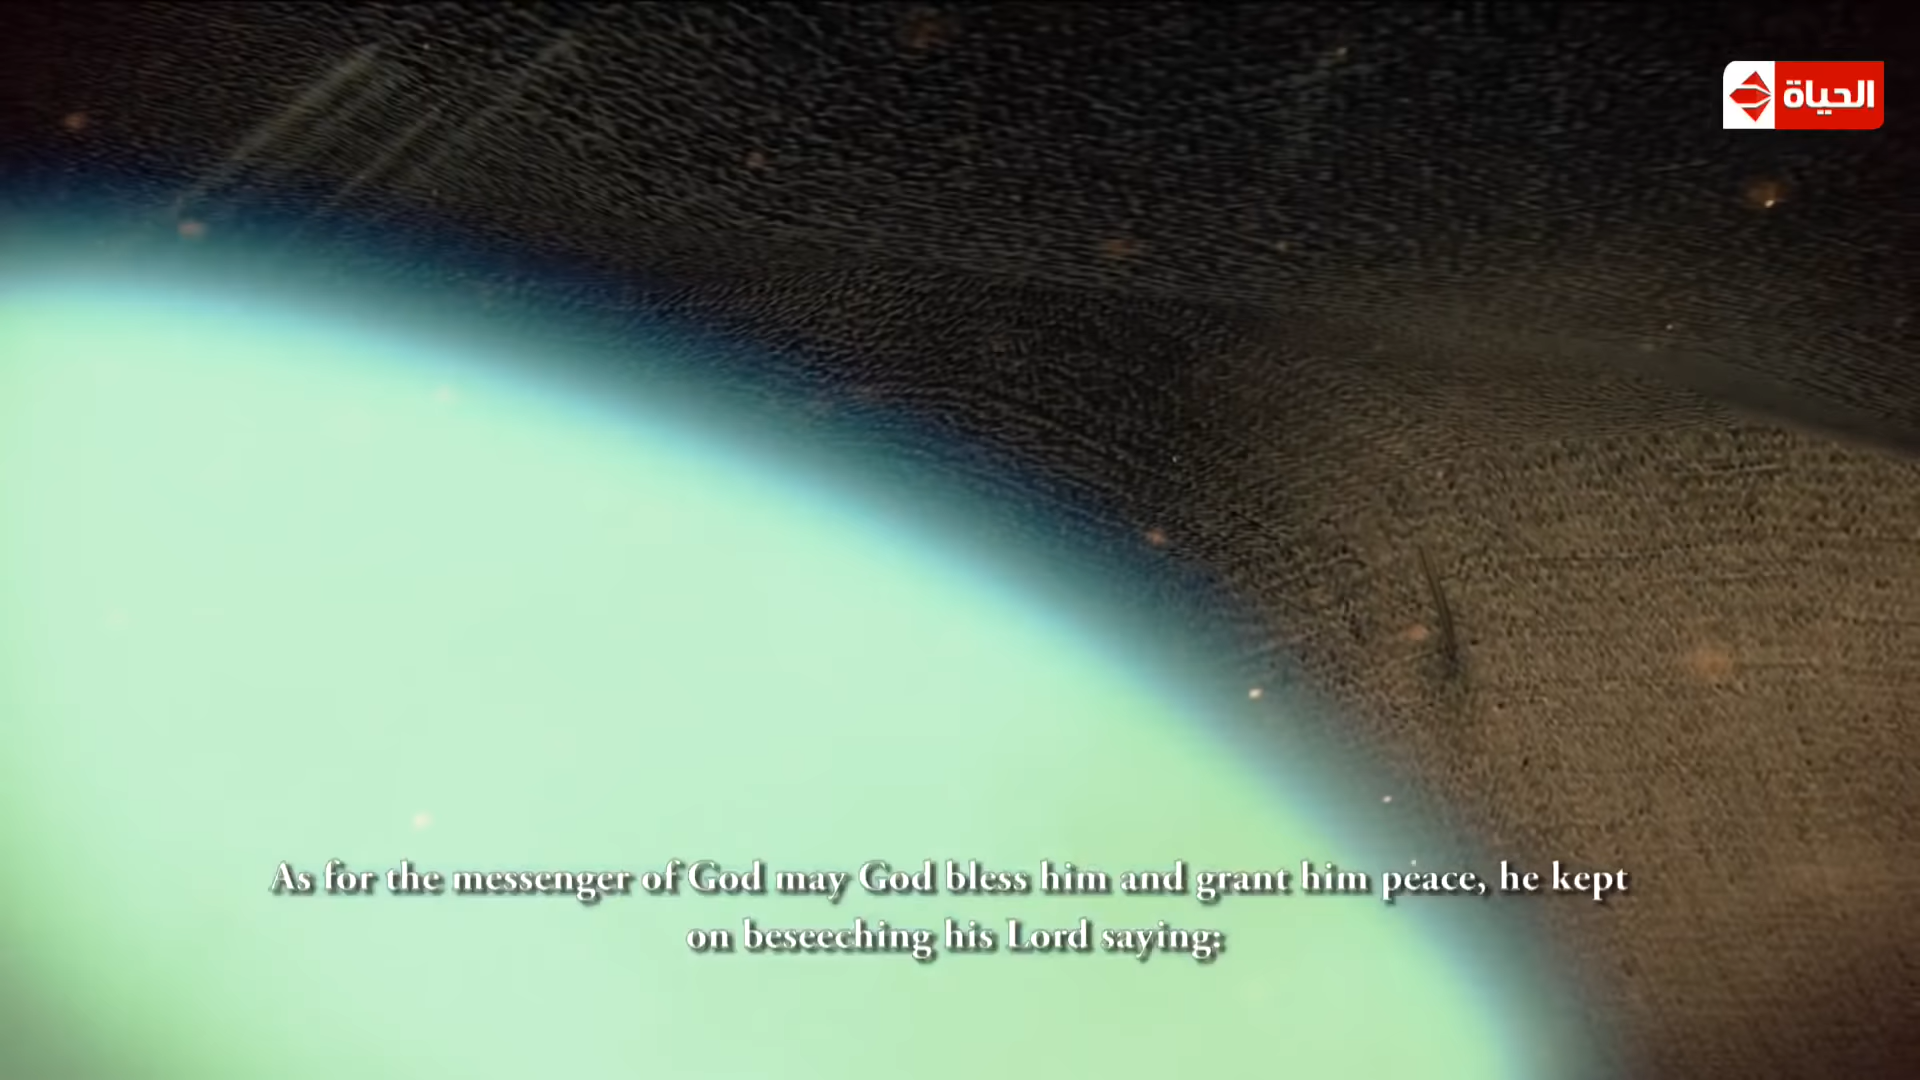 الحياة
As for the messenger of God may God bless him and grant him peace, he kept
on beseeching his Lord saying: